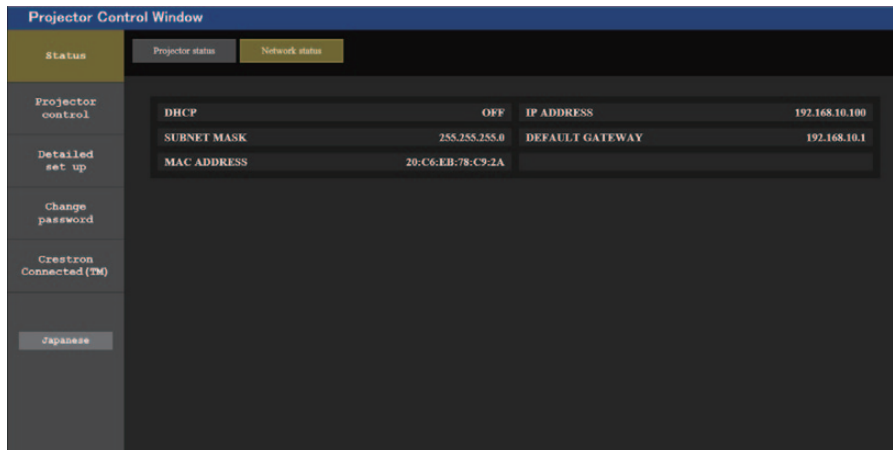 Projector Control Window
Status
Projector status
Network status
Projector
control
DHCP OFF IP ADDRESS 192.168.10.100
SUBNET MASK 255.255.255.0 DEFAULT GATEWAY 192.168.10.1
MAC ADDRESS 20:C6:EB:78:C9:2A
Detailed
set up
Change
password
Crestron
Connected(TM)
Japanese